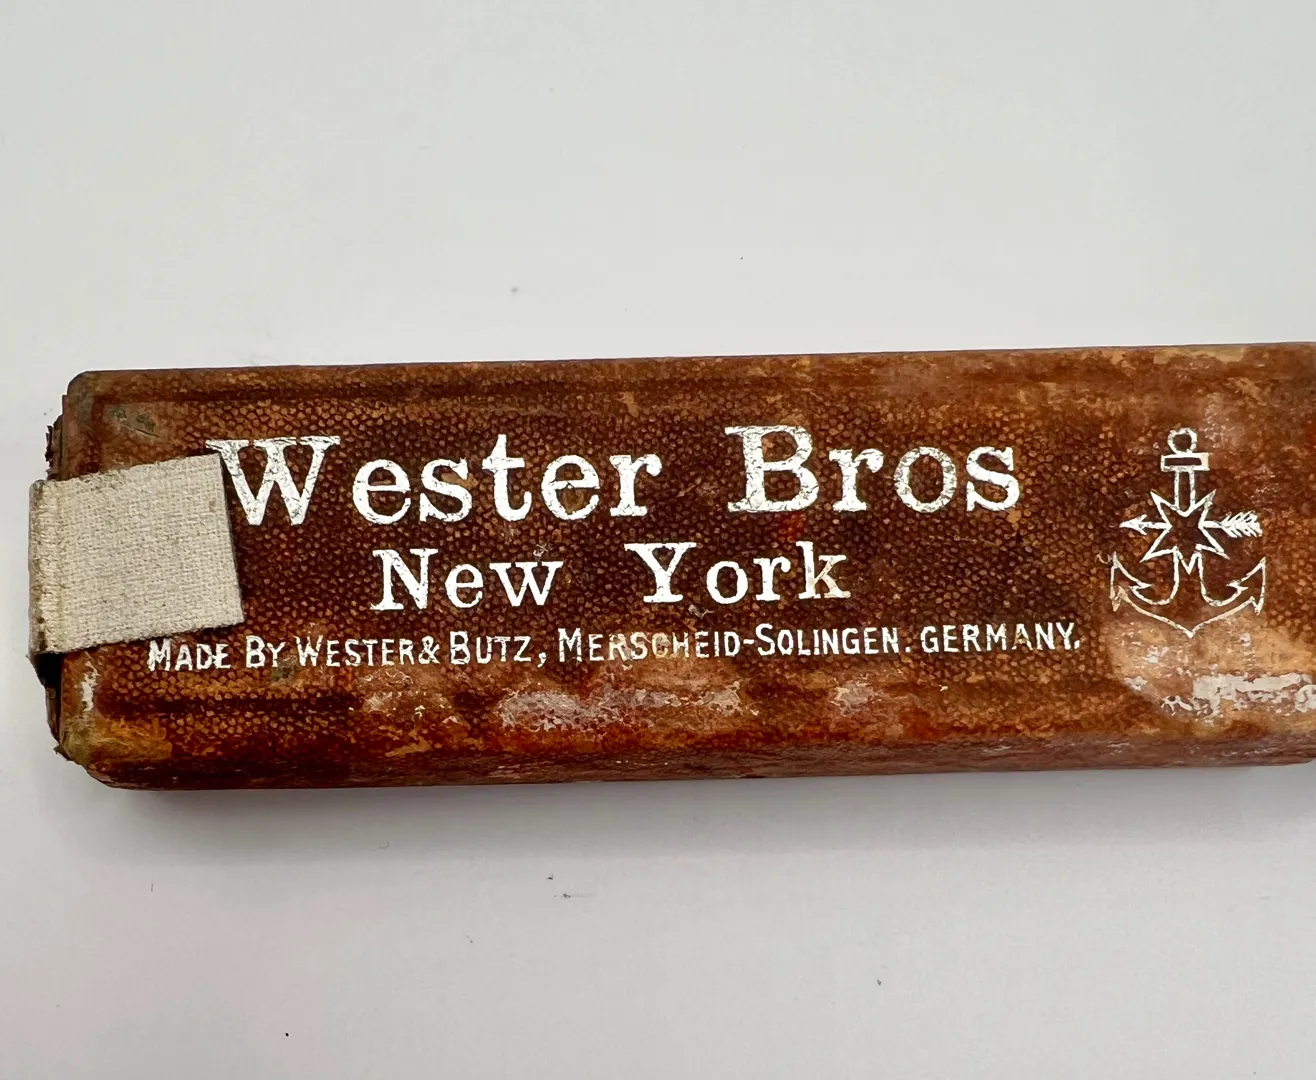 Wester Bros
New York
MADE BY WESTER & BUTZ, MERSCHEID-SOLINGEN. GERMANY.